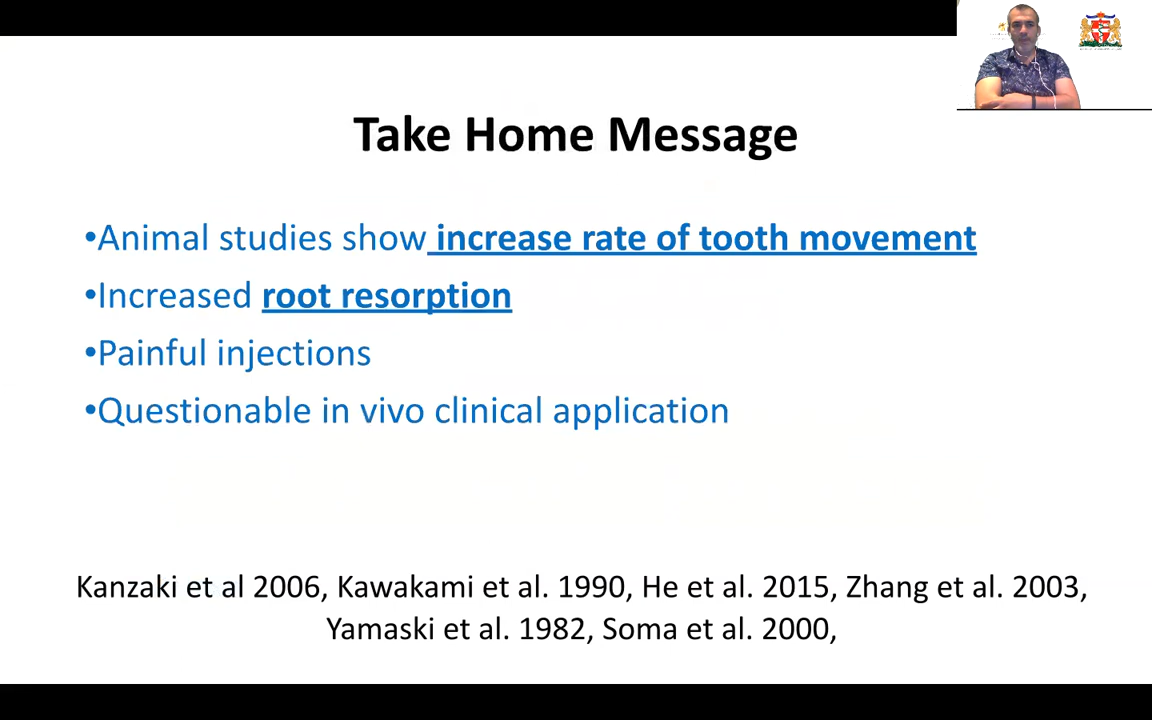 Take Home Message
•Animal studies show increase rate of tooth movement
•Increased root resorption
•Painful injections
•Questionable in vivo clinical application
Kanzaki et al 2006, Kawakami et al. 1990, He et al. 2015, Zhang et al. 2003,
Yamaski et al. 1982, Soma et al. 2000,